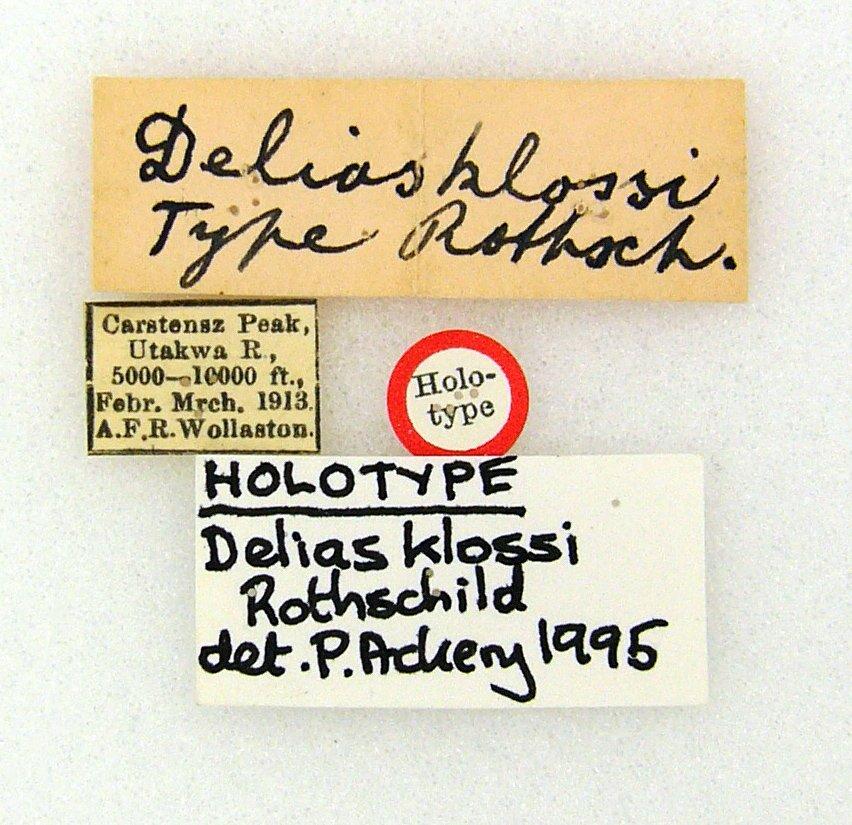 Delias klossi
Type Rothsch.
Carstensz Peak,
Utakwa R.,
5000-10000 ft.,
Febr. Mrch. 1913.
A.F.R.Wollaston.
Holo-
type
HOLOTYPE
Delias klossi
Rothschild
det. P. Ackery 1995